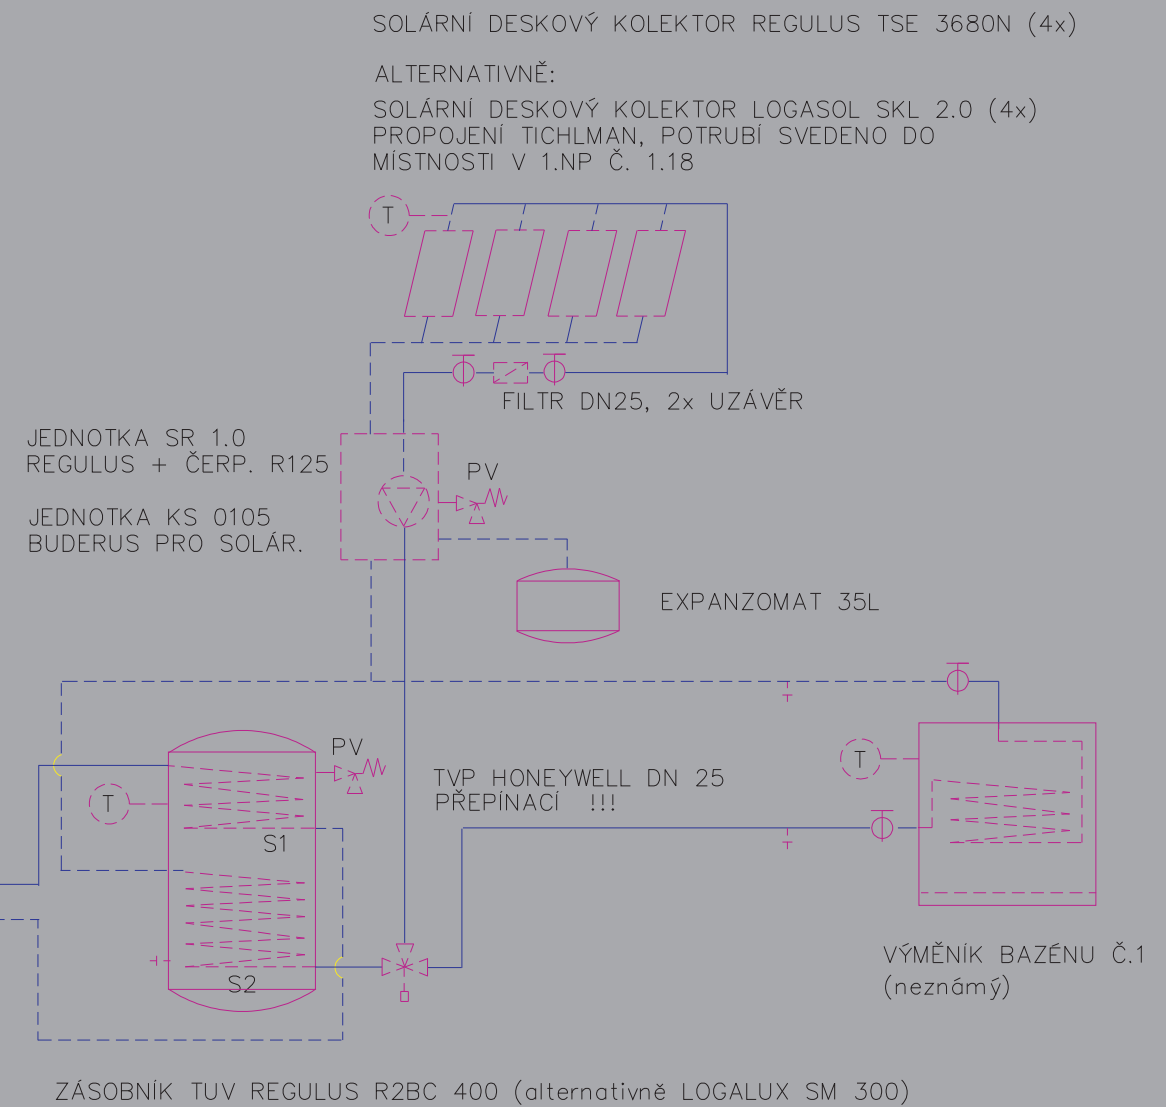 SOLÁRNÍ DESKOVÝ KOLEKTOR REGULUS TSE 3680N (4x)
ALTERNATIVNĚ:
SOLÁRNÍ DESKOVÝ KOLEKTOR LOGASOL SKL 2.0 (4x)
PROPOJENÍ TICHLMAN, POTRUBÍ SVEDENO DO
MÍSTNOSTI V 1.NP Č. 1.18
T
FILTR DN25, 2x UZÁVĚR
JEDNOTKA SR 1.0
REGULUS + ČERP. R125
PV
JEDNOTKA KS 0105
BUDERUS PRO SOLÁR.
EXPANZOMAT 35L
PV
T
TVP HONEYWELL DN 25
PŘEPÍNACÍ !!!
T
S1
S2
VÝMĚNÍK BAZÉNU Č.1
(neznámý)
ZÁSOBNÍK TUV REGULUS R2BC 400 (alternativně LOGALUX SM 300)